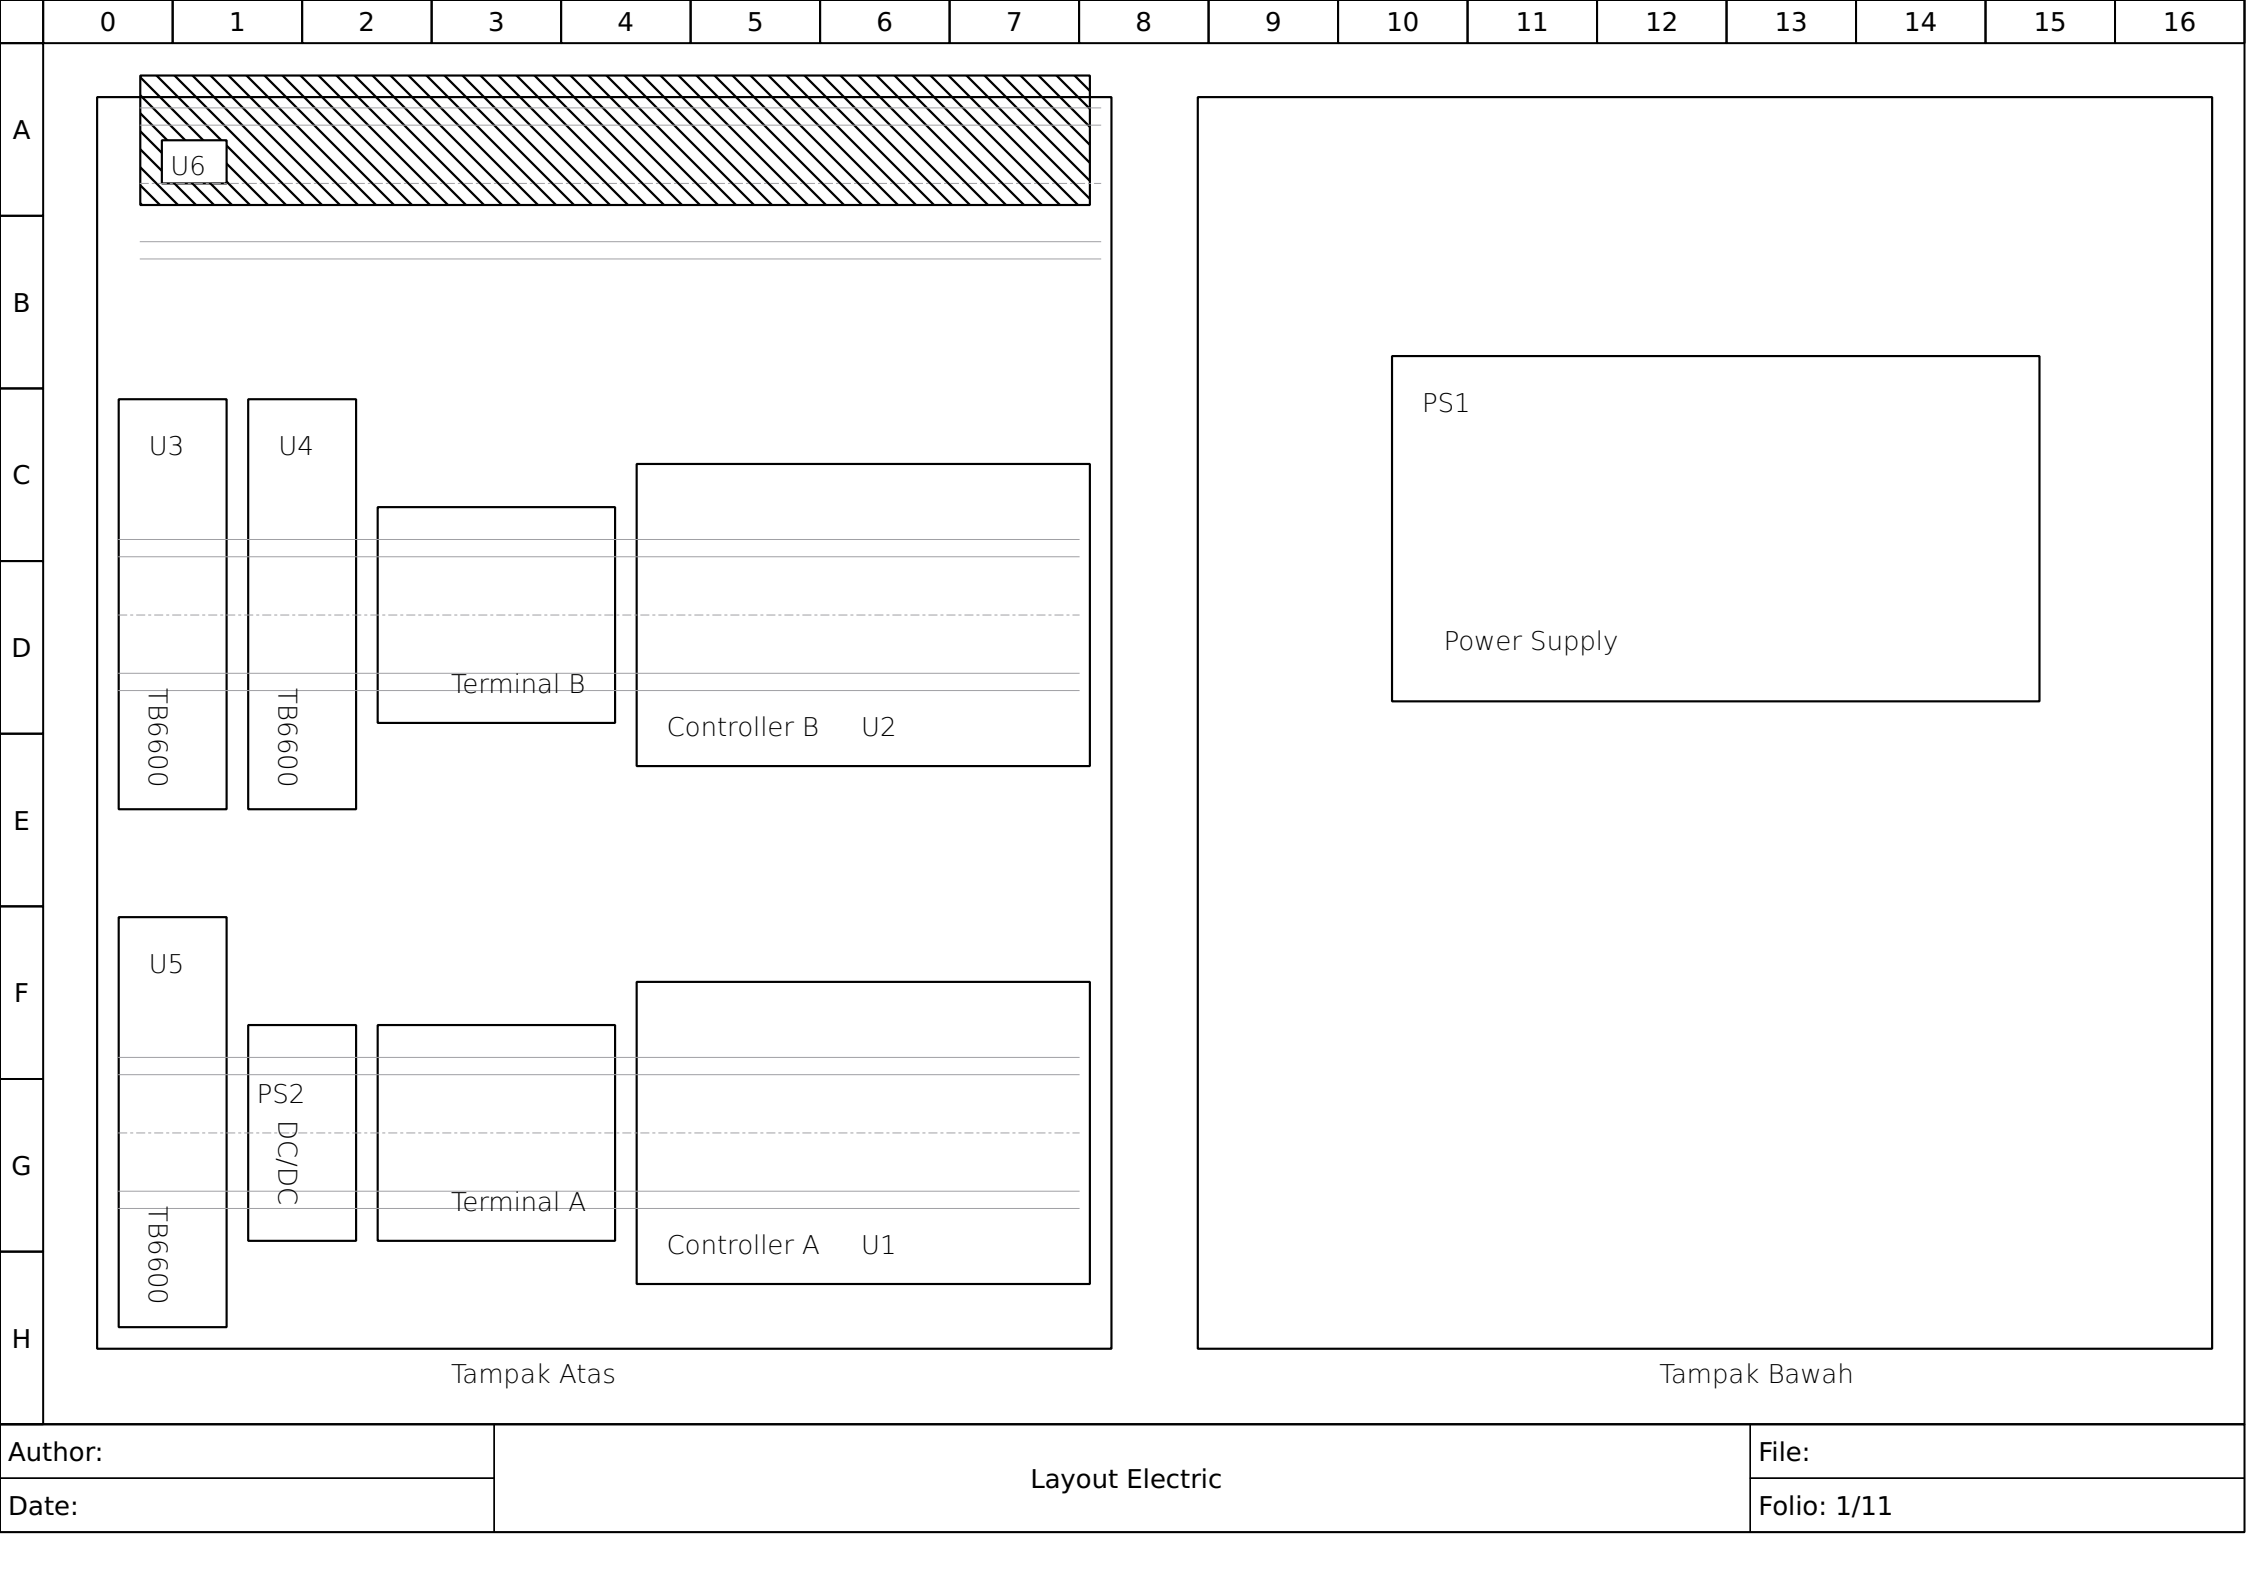 0 1 2 3 4 5 6 7 8 9 10 11 12 13 14 15 16
A
U6
B
PS1
U3 U4
C
Power Supply
D
Terminal B
TB6600 TB6600
Controller B U2
E
U5
F
PS2
DC/DC
G
Terminal A
TB6600
Controller A U1
H
Tampak Atas Tampak Bawah
Author:
File:
Layout Electric
Date:
Folio: 1/11